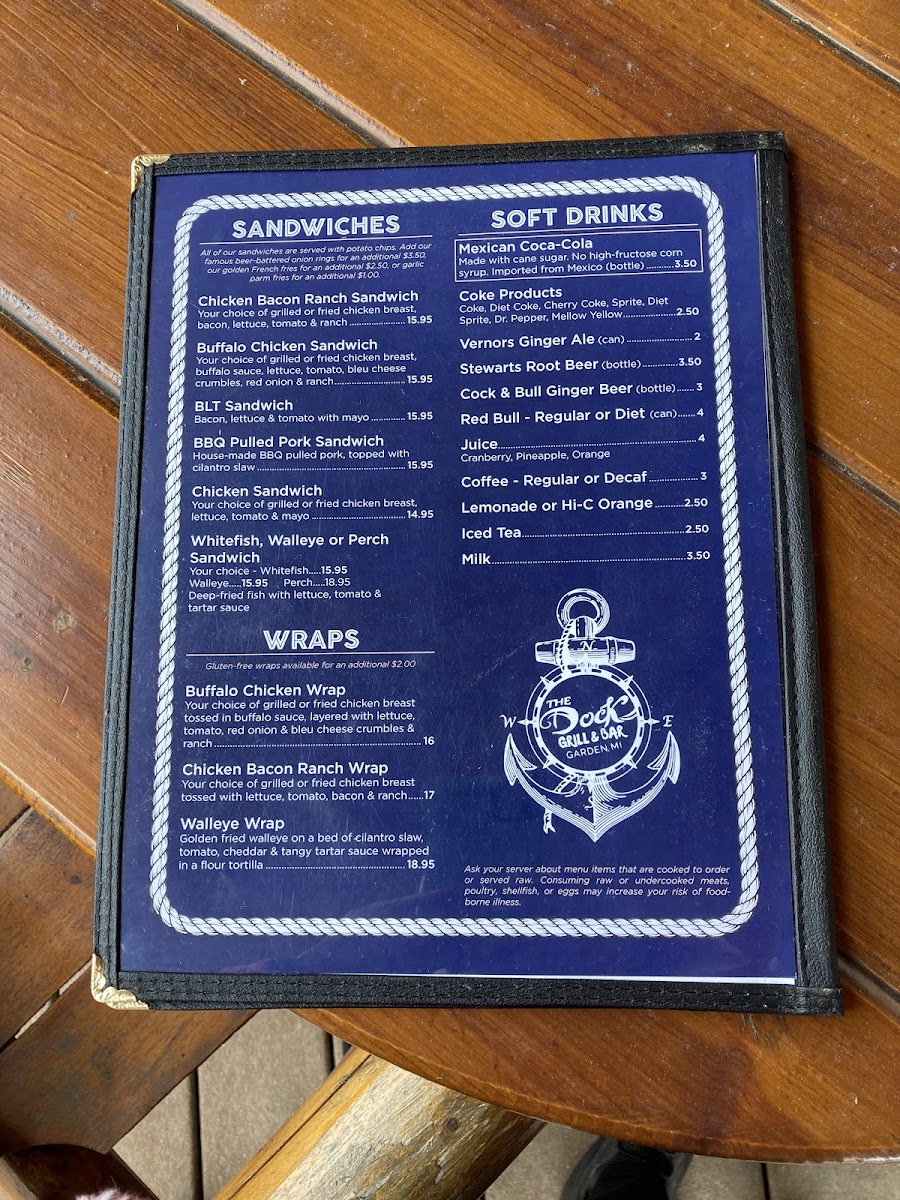 SANDWICHES
All of our sandwiches are served with potato chips. Add our
famous beer-battered onion rings for an additional $3.50,
our golden French fries for an additional $2.50, or garlic
parm fries for an additional $1.00.
Chicken Bacon Ranch Sandwich
Your choice of grilled or fried chicken breast,
bacon, lettuce, tomato & ranch ...................... 15.95
Buffalo Chicken Sandwich
Your choice of grilled or fried chicken breast,
buffalo sauce, lettuce, tomato, bleu cheese
crumbles, red onion & ranch ........................... 15.95
BLT Sandwich
Bacon, lettuce & tomato with mayo ............. 15.95
BBQ Pulled Pork Sandwich
House-made BBQ pulled pork, topped with
cilantro slaw ........................................................ 15.95
Chicken Sandwich
Your choice of grilled or fried chicken breast,
lettuce, tomato & mayo .................................... 14.95
Whitefish, Walleye or Perch
Sandwich
Your choice - Whitefish.....15.95
Walleye.....15.95 Perch.....18.95
Deep-fried fish with lettuce, tomato &
tartar sauce
WRAPS
Gluten-free wraps available for an additional $2.00
Buffalo Chicken Wrap
Your choice of grilled or fried chicken breast
tossed in buffalo sauce, layered with lettuce,
tomato, red onion & bleu cheese crumbles &
ranch ............................................................................ 16
Chicken Bacon Ranch Wrap
Your choice of grilled or fried chicken breast
tossed with lettuce, tomato, bacon & ranch......17
Walleye Wrap
Golden fried walleye on a bed of cilantro slaw,
tomato, cheddar & tangy tartar sauce wrapped
in a flour tortilla .................................................... 18.95
SOFT DRINKS
Mexican Coca-Cola
Made with cane sugar. No high-fructose corn
syrup. Imported from Mexico (bottle) ...........3.50
Coke Products
Coke, Diet Coke, Cherry Coke, Sprite, Diet
Sprite, Dr. Pepper, Mellow Yellow....................2.50
Vernors Ginger Ale (can) ......................... 2
Stewarts Root Beer (bottle)..............3.50
Cock & Bull Ginger Beer (bottle)...... 3
Red Bull - Regular or Diet (can)......4
Juice.......................................................................... 4
Cranberry, Pineapple, Orange
Coffee - Regular or Decaf ................... 3
Lemonade or Hi-C Orange ...........2.50
Iced Tea..............................................................2.50
Milk..........................................................................3.50
N
W
E
THE
Dock
GRILL & BAR
GARDEN, MI
Ask your server about menu items that are cooked to order
or served raw. Consuming raw or undercooked meats,
poultry, shellfish, or eggs may increase your risk of food-
borne illness.